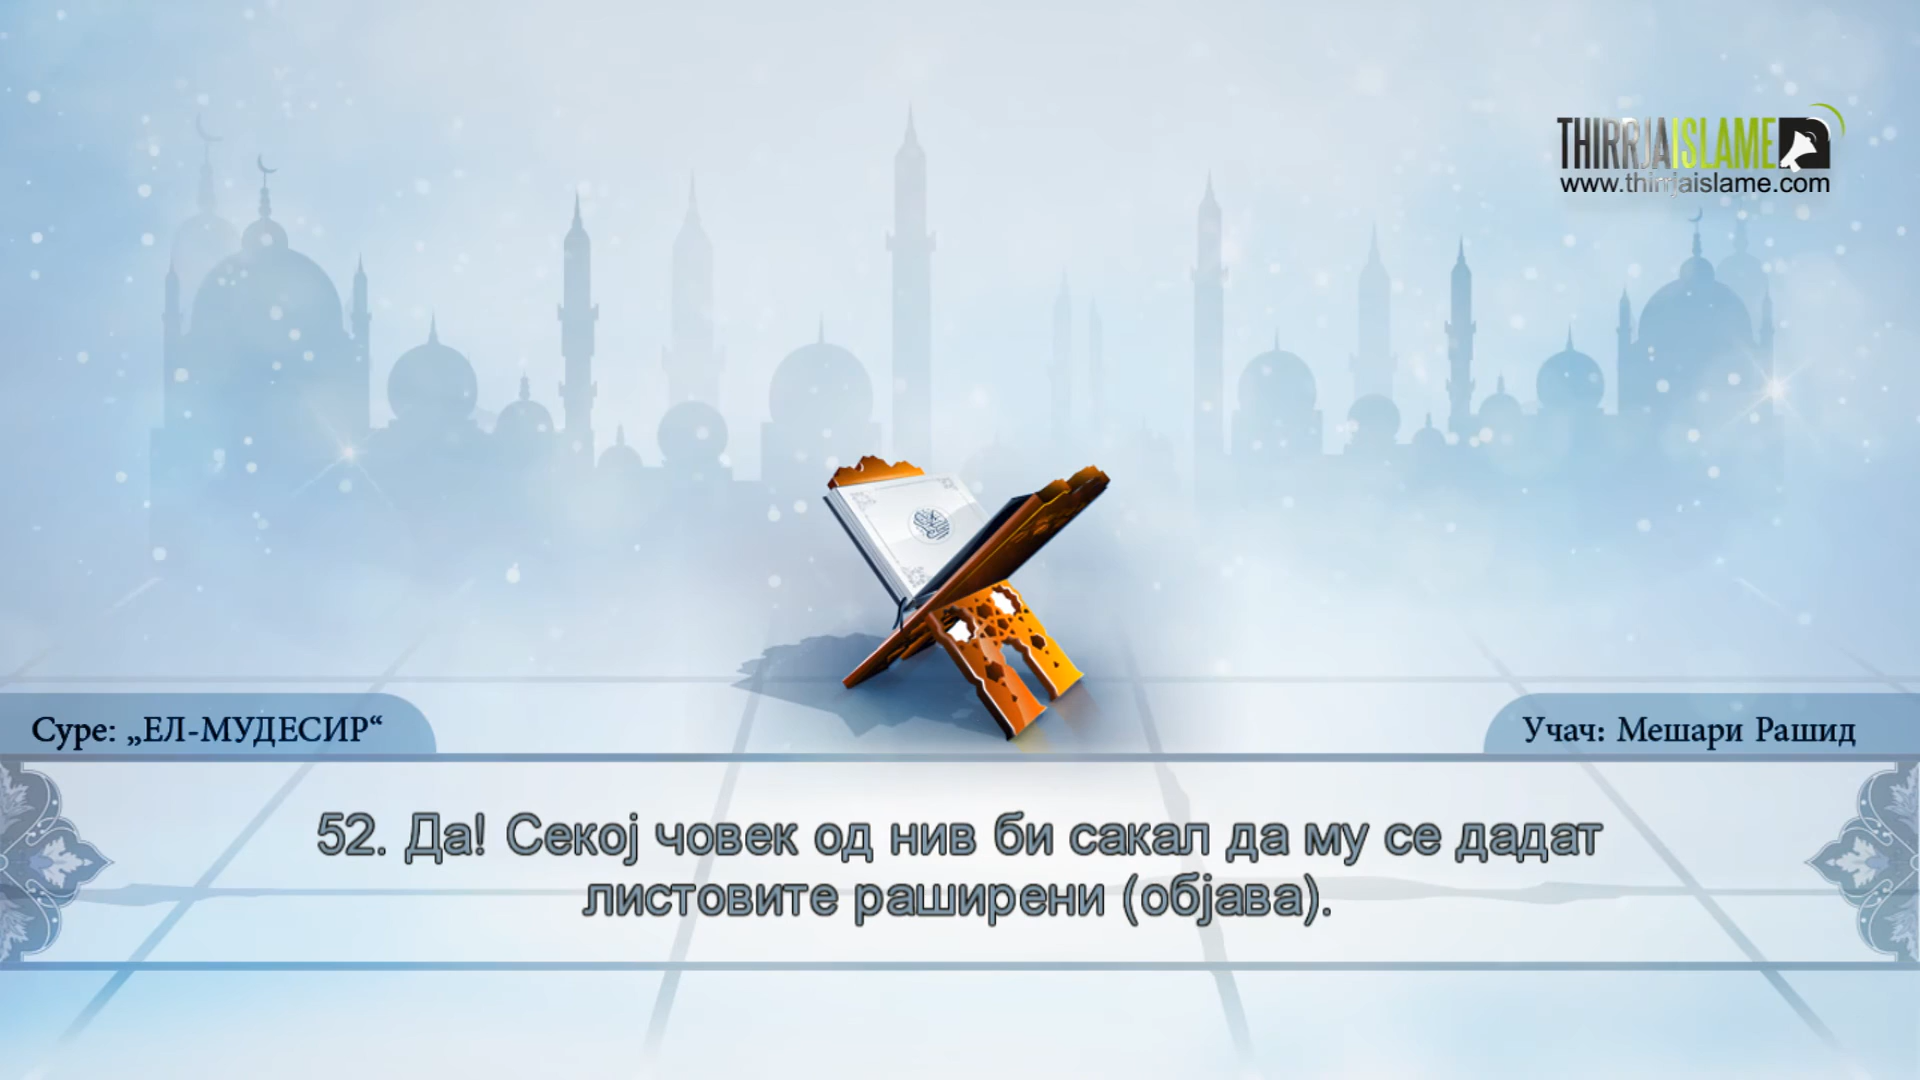 THIRRJAISLAME
www.thirrjaislame.com
Суре: „ЕЛ-МУДЕСИР“
Учач: Мешари Рашид
52. Да! Секој човек од нив би сакал да му се дадат
листовите раширени (објава).